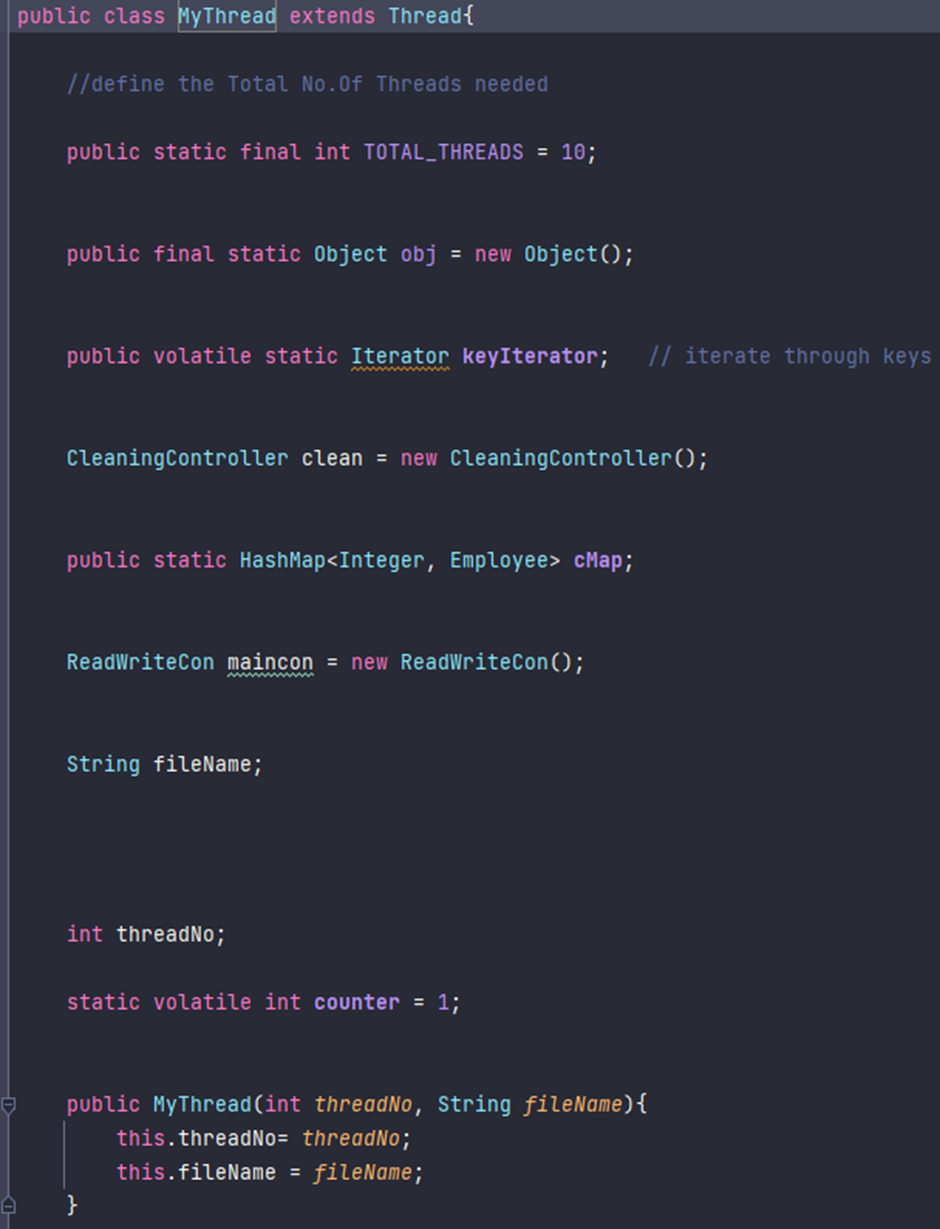 public class MyThread extends Thread{
//define the Total No.Of Threads needed
public static final int TOTAL_THREADS = 10;
public final static Object obj = new Object();
public volatile static Iterator keyIterator;   // iterate through keys
CleaningController clean = new CleaningController();
public static HashMap<Integer, Employee> cMap;
ReadWriteCon maincon = new ReadWriteCon();
String fileName;
int threadNo;
static volatile int counter = 1;
public MyThread(int threadNo, String fileName){
this.threadNo= threadNo;
this.fileName = fileName;
}